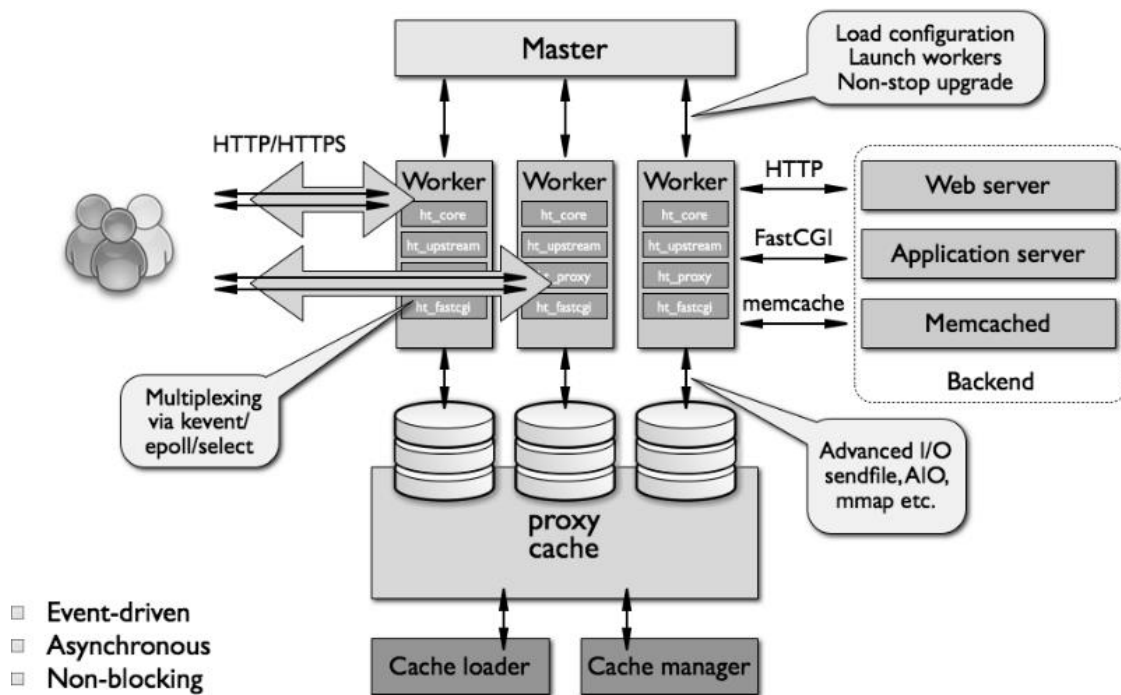 Master
Load configuration
Launch workers
Non-stop upgrade
HTTP/HTTPS
Worker
ht_core
ht_upstream
ht_fastcgi
Worker
ht_core
ht_upstream
ht_proxy
ht_fastcgi
Worker
ht_core
ht_upstream
ht_proxy
ht_fastcgi
HTTP
FastCGI
memcache
Web server
Application server
Memcached
Backend
Multiplexing
via kevent/
epoll/select
Advanced I/O
sendfile, AIO,
mmap etc.
proxy
cache
Cache loader
Cache manager
Event-driven
Asynchronous
Non-blocking